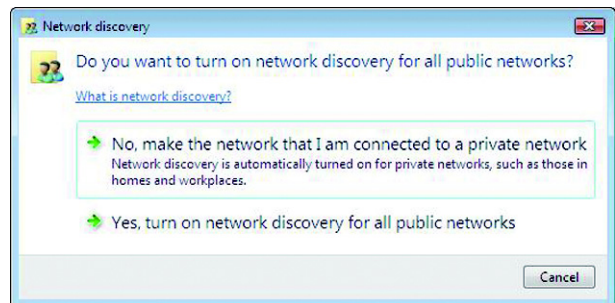 Network discovery
Do you want to turn on network discovery for all public networks?
What is network discovery?
No, make the network that I am connected to a private network
Network discovery is automatically turned on for private networks, such as those in
homes and workplaces.
Yes, turn on network discovery for all public networks
Cancel